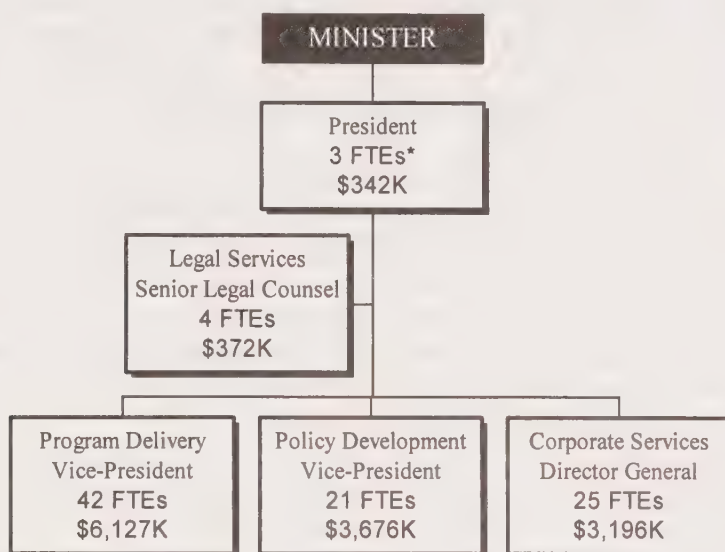 MINISTER
President
3 FTEs*
$342K
Legal Services
Senior Legal Counsel
4 FTEs
$372K
Program Delivery
Vice-President
42 FTEs
$6,127K
Policy Development
Vice-President
21 FTEs
$3,676K
Corporate Services
Director General
25 FTEs
$3,196K